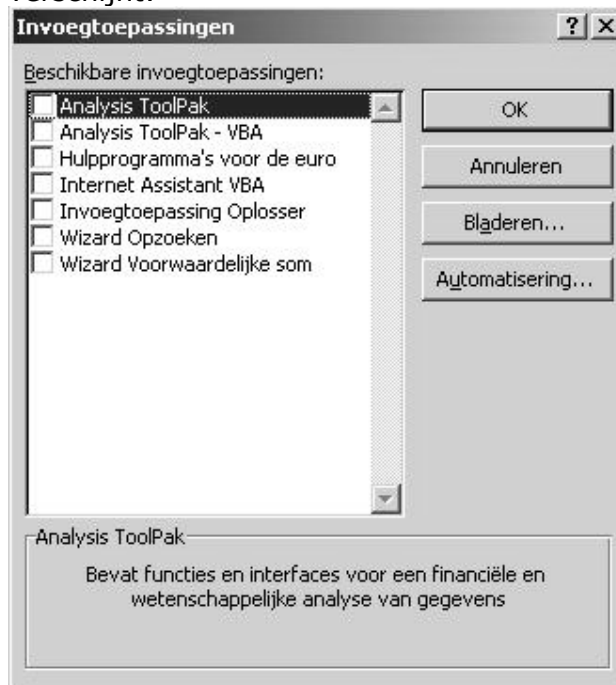 Invoegtoepassingen
Beschikbare invoegtoepassingen:
Analysis ToolPak
Analysis ToolPak - VBA
Hulpprogramma's voor de euro
Internet Assistant VBA
Invoegtoepassing Oplosser
Wizard Opzoeken
Wizard Voorwaardelijke som
OK
Annuleren
Bladeren...
Automatisering...
Analysis ToolPak
Bevat functies en interfaces voor een financiële en
wetenschappelijke analyse van gegevens